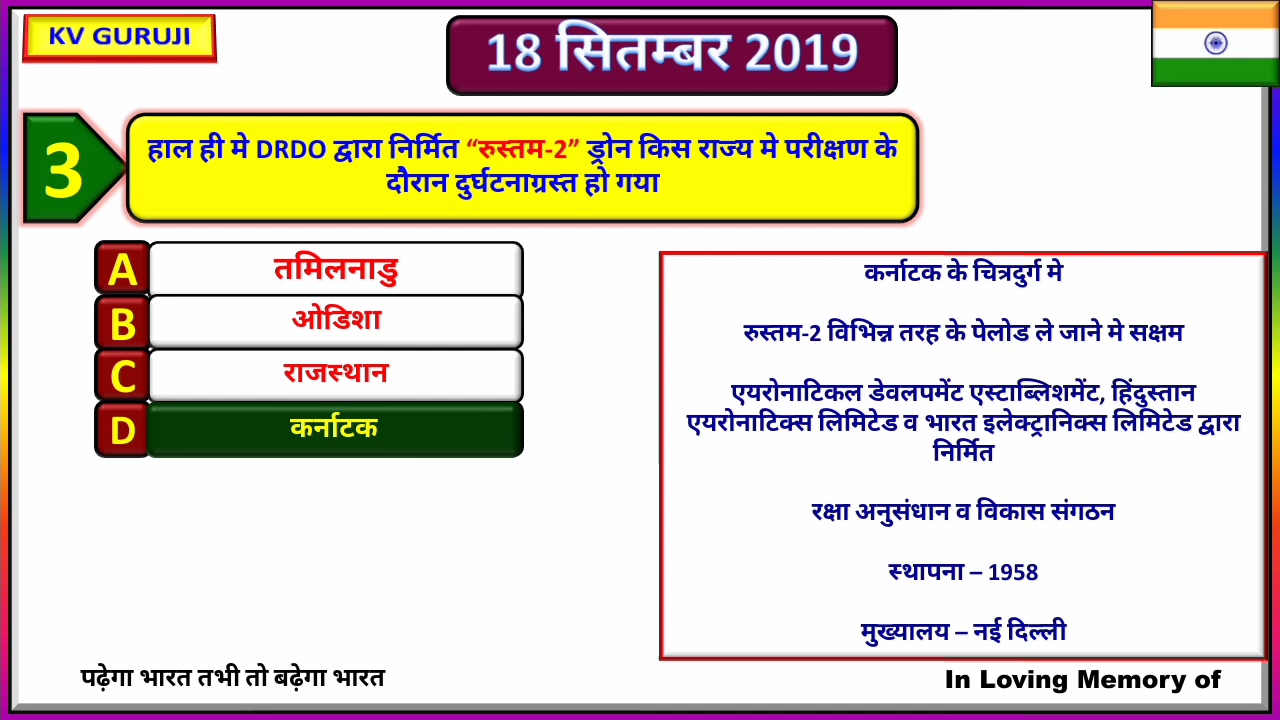 KV GURUJI
18 सितम्बर 2019
3
हाल ही मे DRDO द्वारा निर्मित “रुस्तम-2” ड्रोन किस राज्य मे परीक्षण के
दौरान दुर्घटनाग्रस्त हो गया
A तमिलनाडु
B ओडिशा
C राजस्थान
D कर्नाटक
कर्नाटक के चित्रदुर्ग मे
रुस्तम-2 विभिन्न तरह के पेलोड ले जाने मे सक्षम
एयरोनाटिकल डेवलपमेंट एस्टाब्लिशमेंट, हिंदुस्तान
एयरोनाटिक्स लिमिटेड व भारत इलेक्ट्रानिक्स लिमिटेड द्वारा
निर्मित
रक्षा अनुसंधान व विकास संगठन
स्थापना – 1958
मुख्यालय – नई दिल्ली
पढ़ेगा भारत तभी तो बढ़ेगा भारत
In Loving Memory of